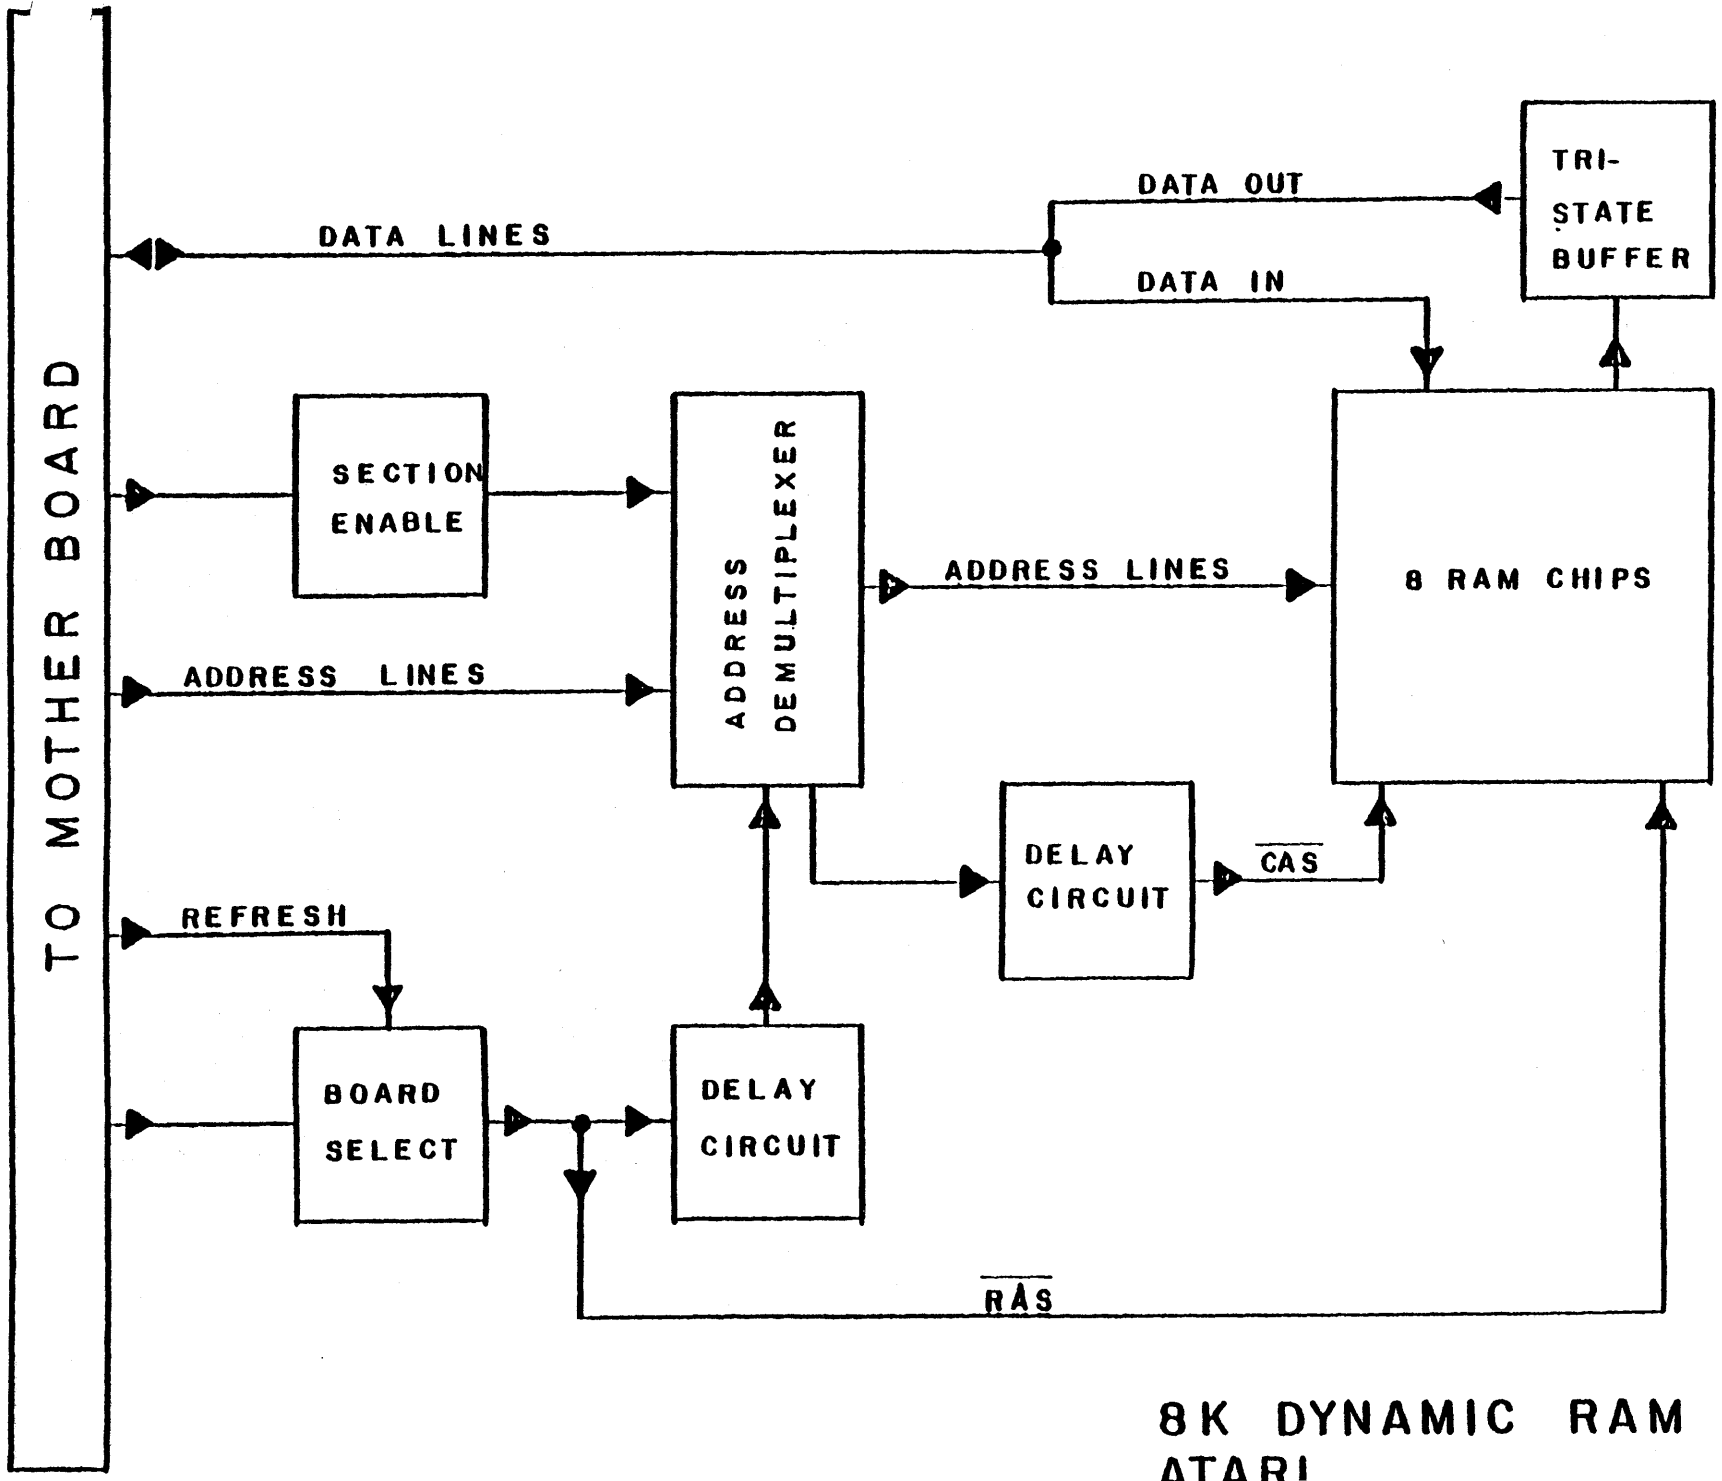 TO MOTHER BOARD
DATA LINES
DATA OUT
DATA IN
TRI-
STATE
BUFFER
SECTION
ENABLE
ADDRESS
DEMULTIPLEXER
ADDRESS LINES
8 RAM CHIPS
ADDRESS LINES
DELAY
CIRCUIT
CAS
REFRESH
BOARD
SELECT
DELAY
CIRCUIT
RAS
8K DYNAMIC RAM
ATARI